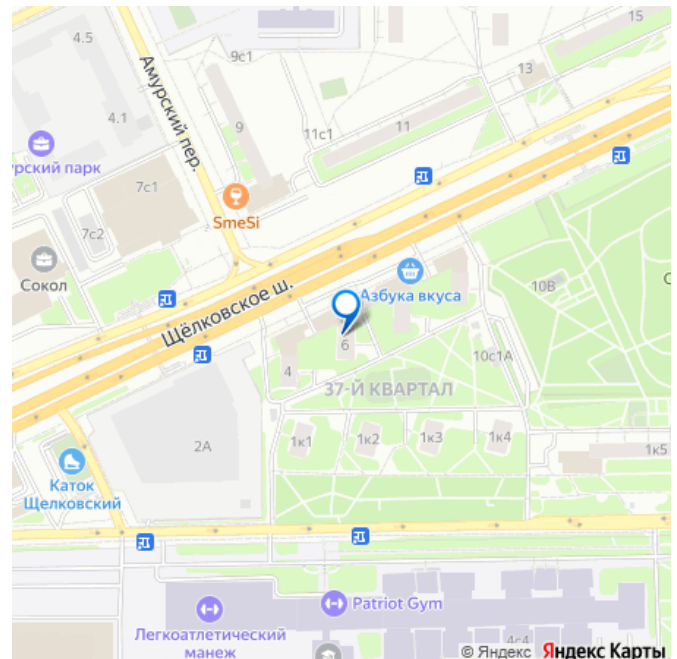 4.5
9с1
15
13
4.1
Амурский пер.
9
11с1
11
урский парк
7с1
SmeSi
7с2
Сокол
Щёлковское ш.
Азбука вкуса
10В
С
6
10с1А
4
37-Й КВАРТАЛ
2А
1к1
1к2
1к3
1к4
1к5
Каток
Щелковский
Patriot Gym
Легкоатлетический
манеж
4с4
© Яндекс Яндекс Карты